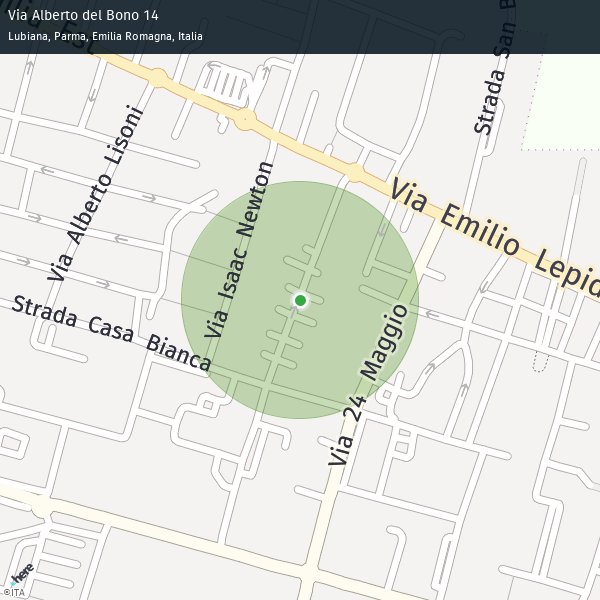 Via Alberto del Bono 14
Lubiana, Parma, Emilia Romagna, Italia
Est
Strada San B
Via Alberto Lisoni
Via Isaac Newton
Via Emilio Lepid
Strada Casa Bianca
Via 24 Maggio
here
©ITA